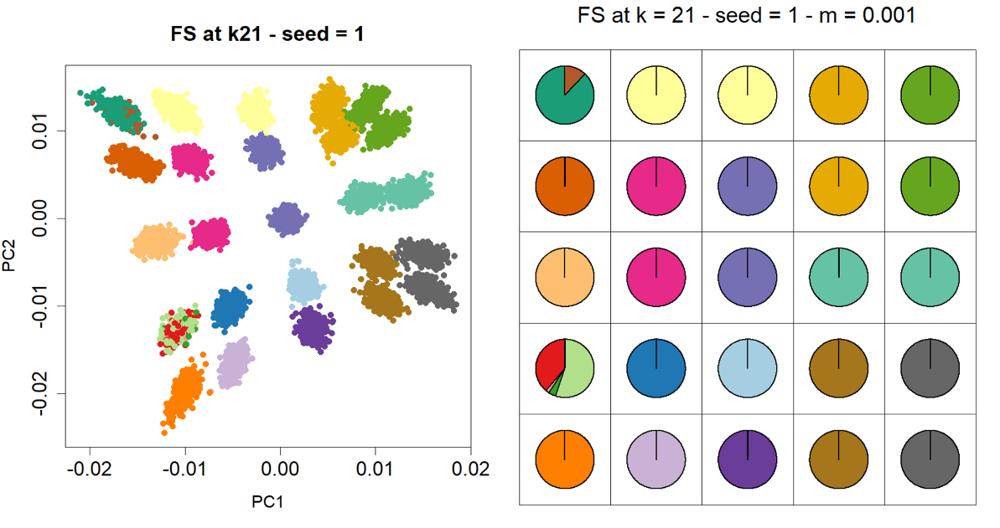 FS at k21 - seed = 1
FS at k = 21 - seed = 1 - m = 0.001
PC2
0.01
0.00
-0.01
-0.02
-0.02
-0.01
0.00
0.01
0.02
PC1